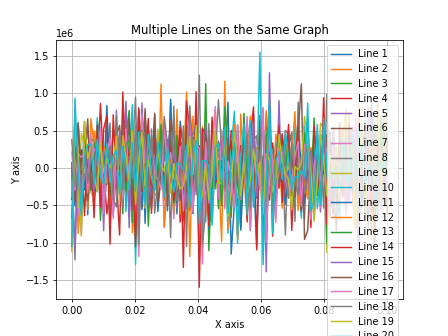 Multiple Lines on the Same Graph
1e6
1.5
1.0
0.5
0.0
−0.5
−1.0
−1.5
Y axis
0.00
0.02
0.04
0.06
X axis
Line 1
Line 2
Line 3
Line 4
Line 5
Line 6
Line 7
Line 8
Line 9
Line 10
Line 11
Line 12
Line 13
Line 14
Line 15
Line 16
Line 17
Line 18
Line 19